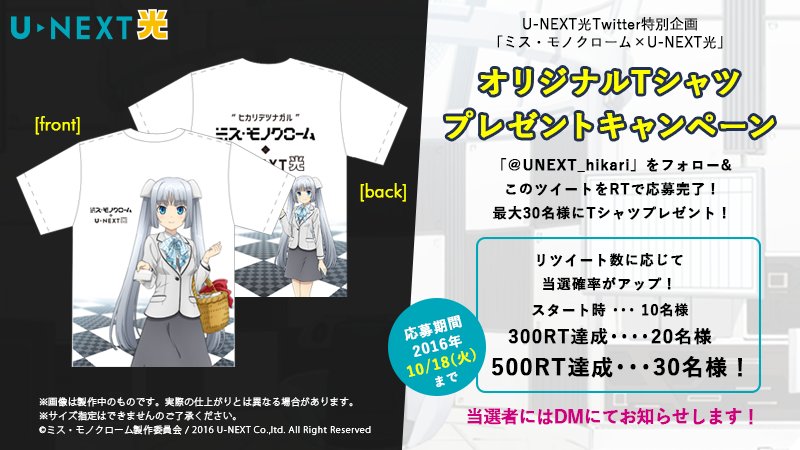 U-NEXT光
[front]
"ヒカリデツナガル"
ミス・モノクローム
NEXT光
[back]
ミス・モノクローム
U-NEXT光
※画像は製作中のものです。実際の仕上がりとは異なる場合があります。
※サイズ指定はできませんのご了承ください。
©ミス・モノクローム製作委員会 / 2016 U-NEXT Co.,ltd. All Right Reserved
U-NEXT光Twitter特別企画
「ミス・モノクローム×U-NEXT光」
オリジナルTシャツ
プレゼントキャンペーン
「@UNEXT_hikari」をフォロー&
このツイートをRTで応募完了！
最大30名様にTシャツプレゼント！
リツイート数に応じて
当選確率がアップ！
スタート時 ･･･ 10名様
300RT達成････20名様
500RT達成･･･30名様！
応募期間
2016年
10/18(火)
まで
当選者にはDMにてお知らせします！